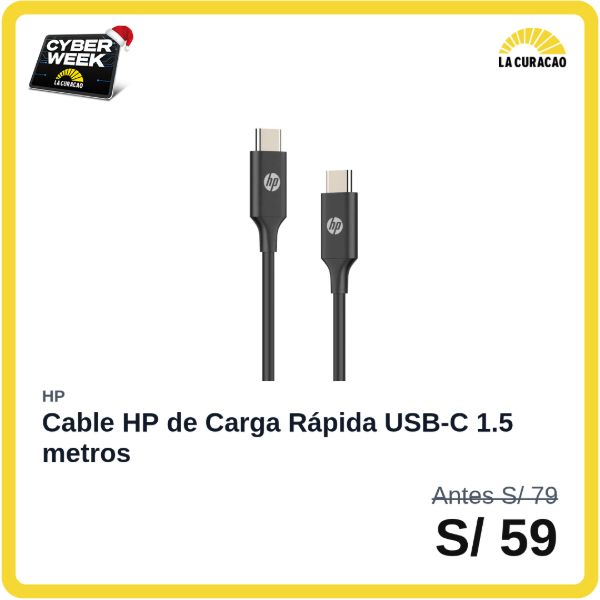 CYBER
WEEK
LA CURACAO
LA CURACAO
hp
hp
HP
Cable HP de Carga Rápida USB-C 1.5
metros
Antes S/ 79
S/ 59